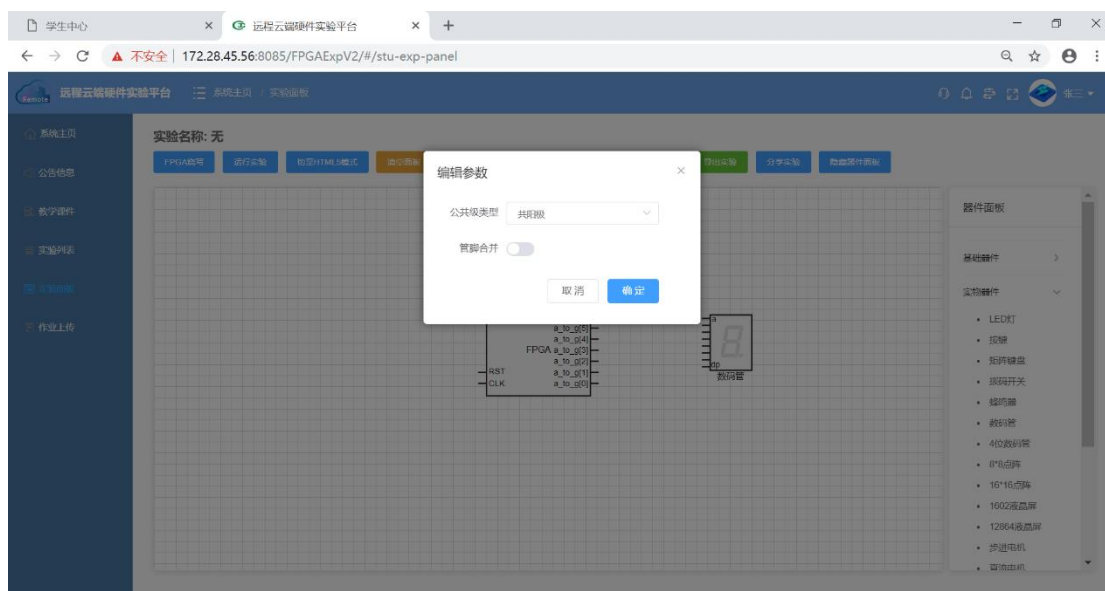 学生中心
远程云端硬件实验平台
不安全 | 172.28.45.56:8085/FPGAExpV2/#/stu-exp-panel
Remote 远程云端硬件实验平台 系统主页 / 实验面板 张三
系统主页
公告信息
教学课件
实验列表
实验面板
作业上传
实验名称: 无
FPGA烧写 运行实验 切至HTML5模式 清空面板 导出实验 分享实验 隐藏器件面板
编辑参数
公共级类型 共阳极
管脚合并
取消 确定
a_to_g[5]
a_to_g[4]
FPGA a_to_g[3]
a_to_g[2]
RST a_to_g[1]
CLK a_to_g[0]
a
dp
数码管
器件面板
基础器件
实物器件
LED灯
按键
矩阵键盘
拨码开关
蜂鸣器
数码管
4位数码管
8*8点阵
16*16点阵
1602液晶屏
12864液晶屏
步进电机
直流电机